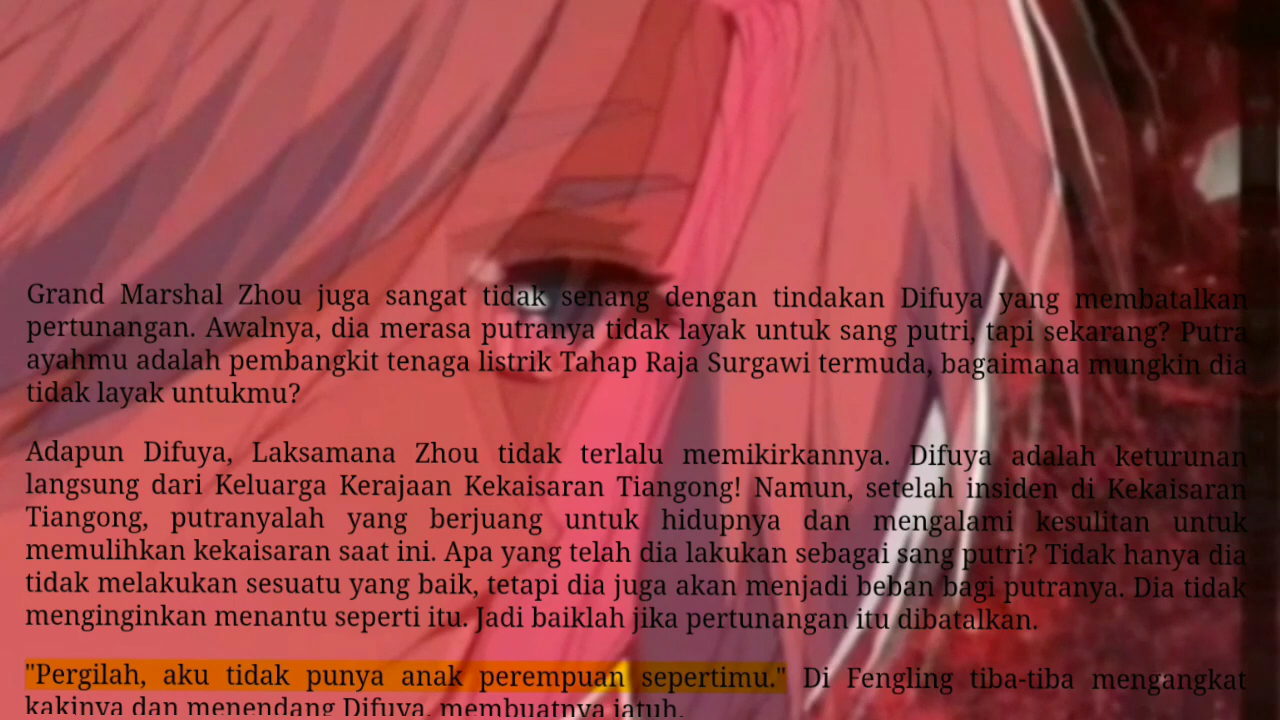 Grand Marshal Zhou juga sangat tidak senang dengan tindakan Difuya yang membatalkan
pertunangan. Awalnya, dia merasa putranya tidak layak untuk sang putri, tapi sekarang? Putra
ayahmu adalah pembangkit tenaga listrik Tahap Raja Surgawi termuda, bagaimana mungkin dia
tidak layak untukmu?
Adapun Difuya, Laksamana Zhou tidak terlalu memikirkannya. Difuya adalah keturunan
langsung dari Keluarga Kerajaan Kekaisaran Tiangong! Namun, setelah insiden di Kekaisaran
Tiangong, putranyalah yang berjuang untuk hidupnya dan mengalami kesulitan untuk
memulihkan kekaisaran saat ini. Apa yang telah dia lakukan sebagai sang putri? Tidak hanya dia
tidak melakukan sesuatu yang baik, tetapi dia juga akan menjadi beban bagi putranya. Dia tidak
menginginkan menantu seperti itu. Jadi baiklah jika pertunangan itu dibatalkan.
"Pergilah, aku tidak punya anak perempuan sepertimu." Di Fengling tiba-tiba mengangkat
kakinya dan menendang Difuya, membuatnya jatuh.